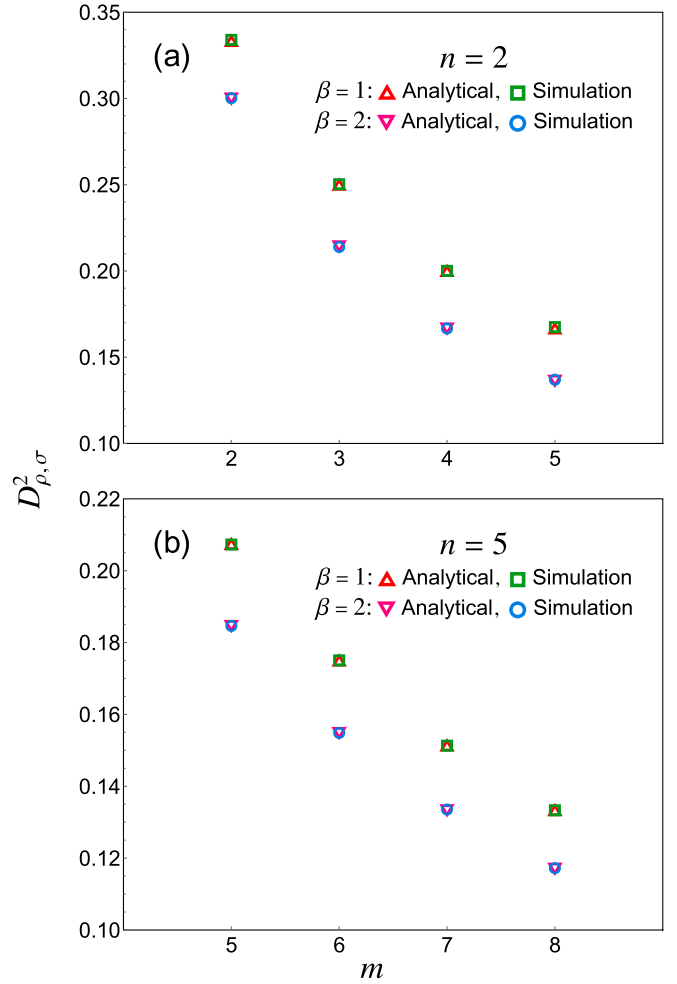 0.35
(a)
n = 2
β = 1: Analytical, Simulation
β = 2: Analytical, Simulation
0.30
0.25
0.20
0.15
0.10
2 3 4 5
D²ρ,σ
0.22
(b)
n = 5
β = 1: Analytical, Simulation
β = 2: Analytical, Simulation
0.20
0.18
0.16
0.14
0.12
0.10
5 6 7 8
m